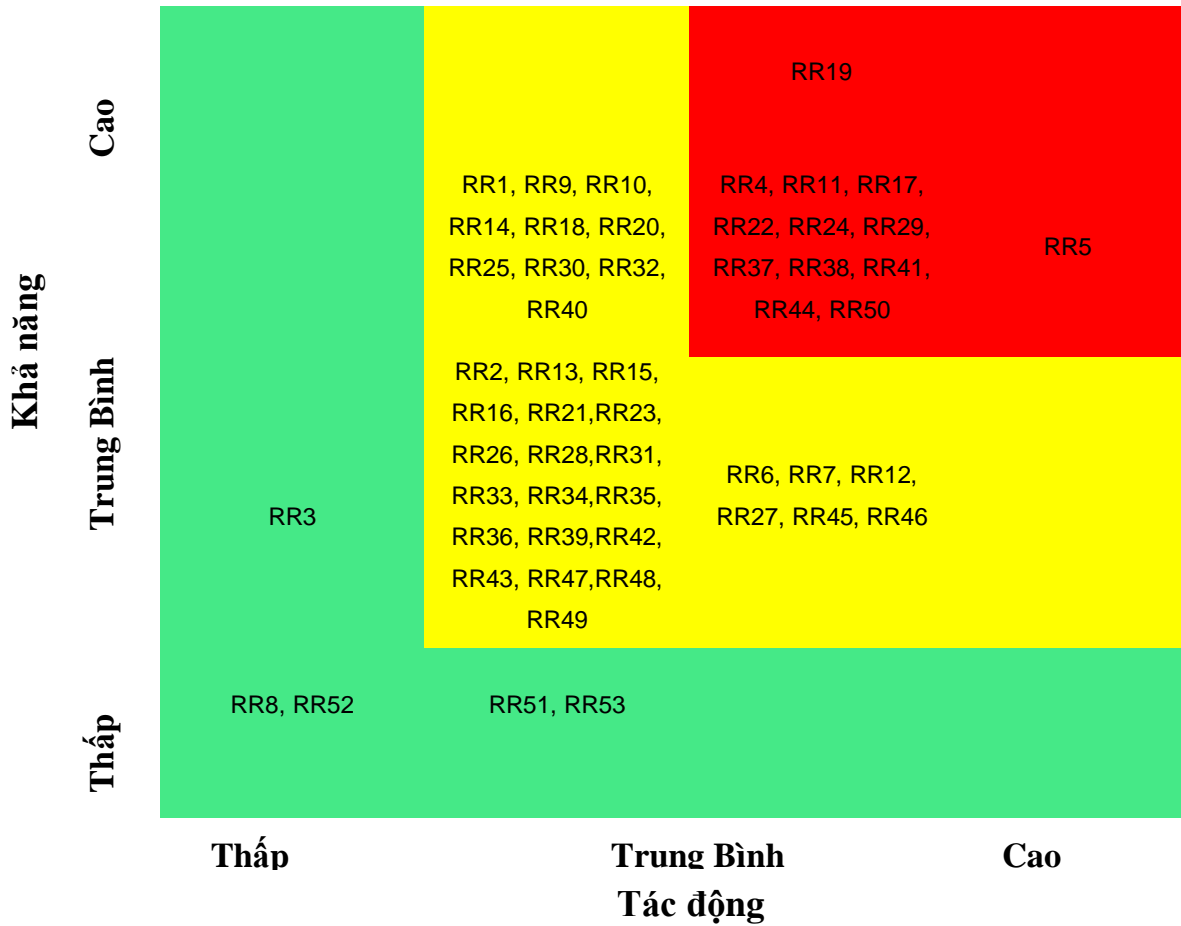 Khả năng
Cao
Trung Bình
Thấp
RR19
RR1, RR9, RR10,
RR14, RR18, RR20,
RR25, RR30, RR32,
RR40
RR4, RR11, RR17,
RR22, RR24, RR29,
RR37, RR38, RR41,
RR44, RR50
RR5
RR3
RR2, RR13, RR15,
RR16, RR21,RR23,
RR26, RR28,RR31,
RR33, RR34,RR35,
RR36, RR39,RR42,
RR43, RR47,RR48,
RR49
RR6, RR7, RR12,
RR27, RR45, RR46
RR8, RR52
RR51, RR53
Thấp
Trung Bình
Cao
Tác động